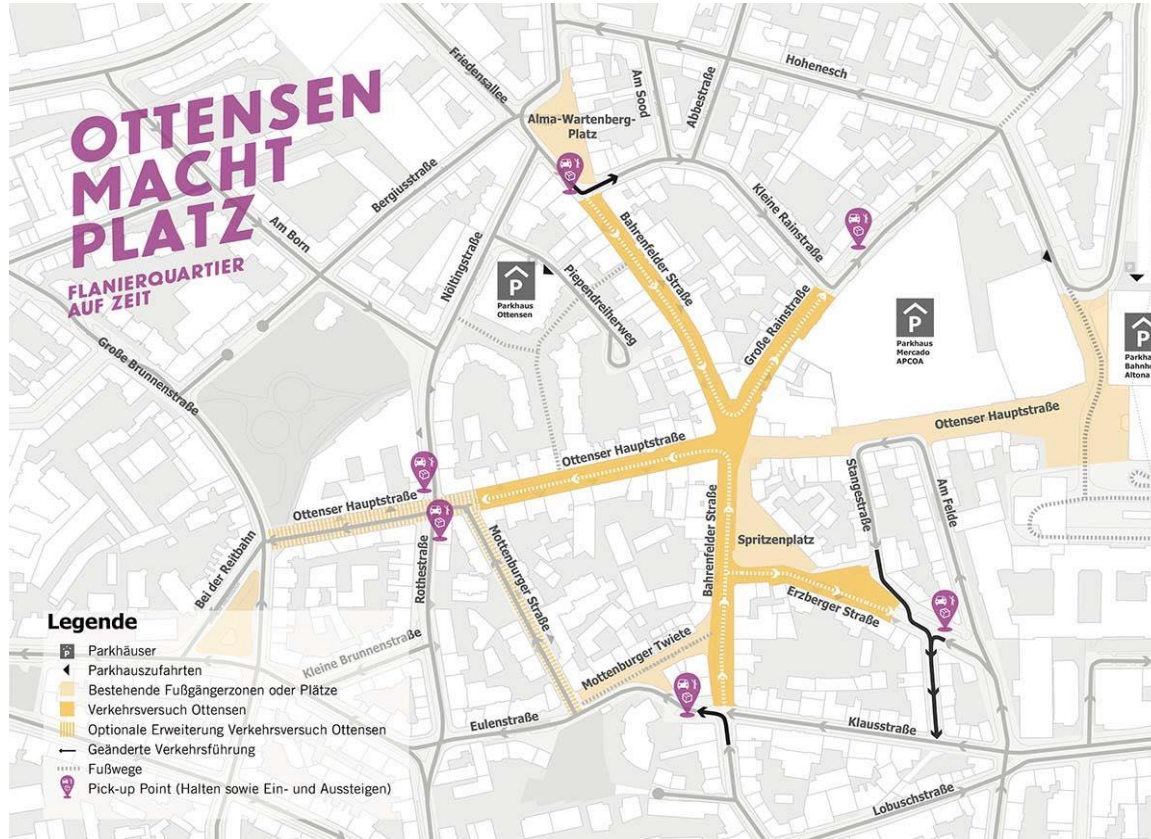 OTTENSEN
MACHT
PLATZ
FLANIERQUARTIER
AUF ZEIT
Friedensallee
Hohenesch
Am Sood
Abbestraße
Alma-Wartenberg-
Platz
Bergiusstraße
Am Born
Nöltingstraße
Kleine Rainstraße
Bahrenfelder Straße
P
Parkhaus
Ottensen
Piependreiherweg
Große Rainstraße
P
Parkhaus
Mercado
APCOA
P
Bahnho
Altona
Große Brunnenstraße
Ottenser Hauptstraße
Ottenser Hauptstraße
Stangestraße
Am Felde
Ottenser Hauptstraße
Bahrenfelder Straße
Spritzenplatz
Mottenburger Straße
Rothestraße
Bei der Reitbahn
Erzberger Straße
Kleine Brunnenstraße
Mottenburger Twiete
Eulenstraße
Klausstraße
Lobuschstraße
Legende
P Parkhäuser
Parkhauszufahrten
Bestehende Fußgängerzonen oder Plätze
Verkehrsversuch Ottensen
Optionale Erweiterung Verkehrsversuch Ottensen
Geänderte Verkehrsführung
Fußwege
Pick-up Point (Halten sowie Ein- und Aussteigen)